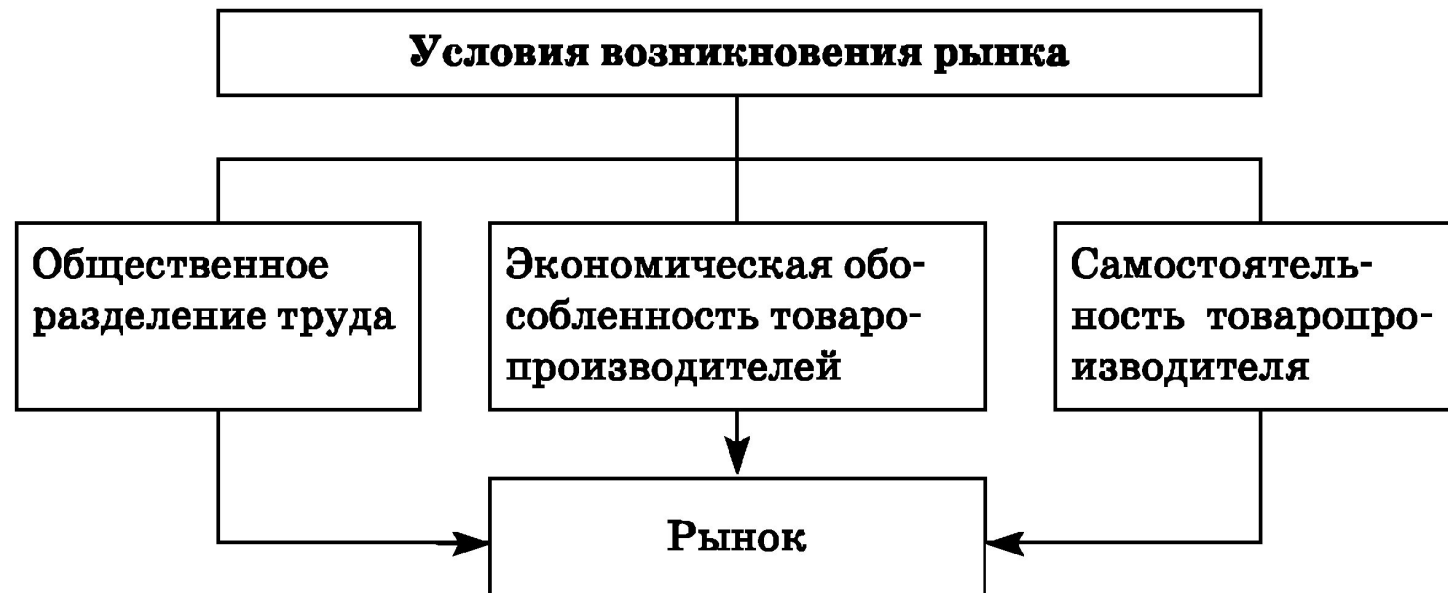 Условия возникновения рынка
Общественное
разделение труда
Экономическая обо-
собленность товаро-
производителей
Самостоятель-
ность товаропро-
изводителя
Рынок